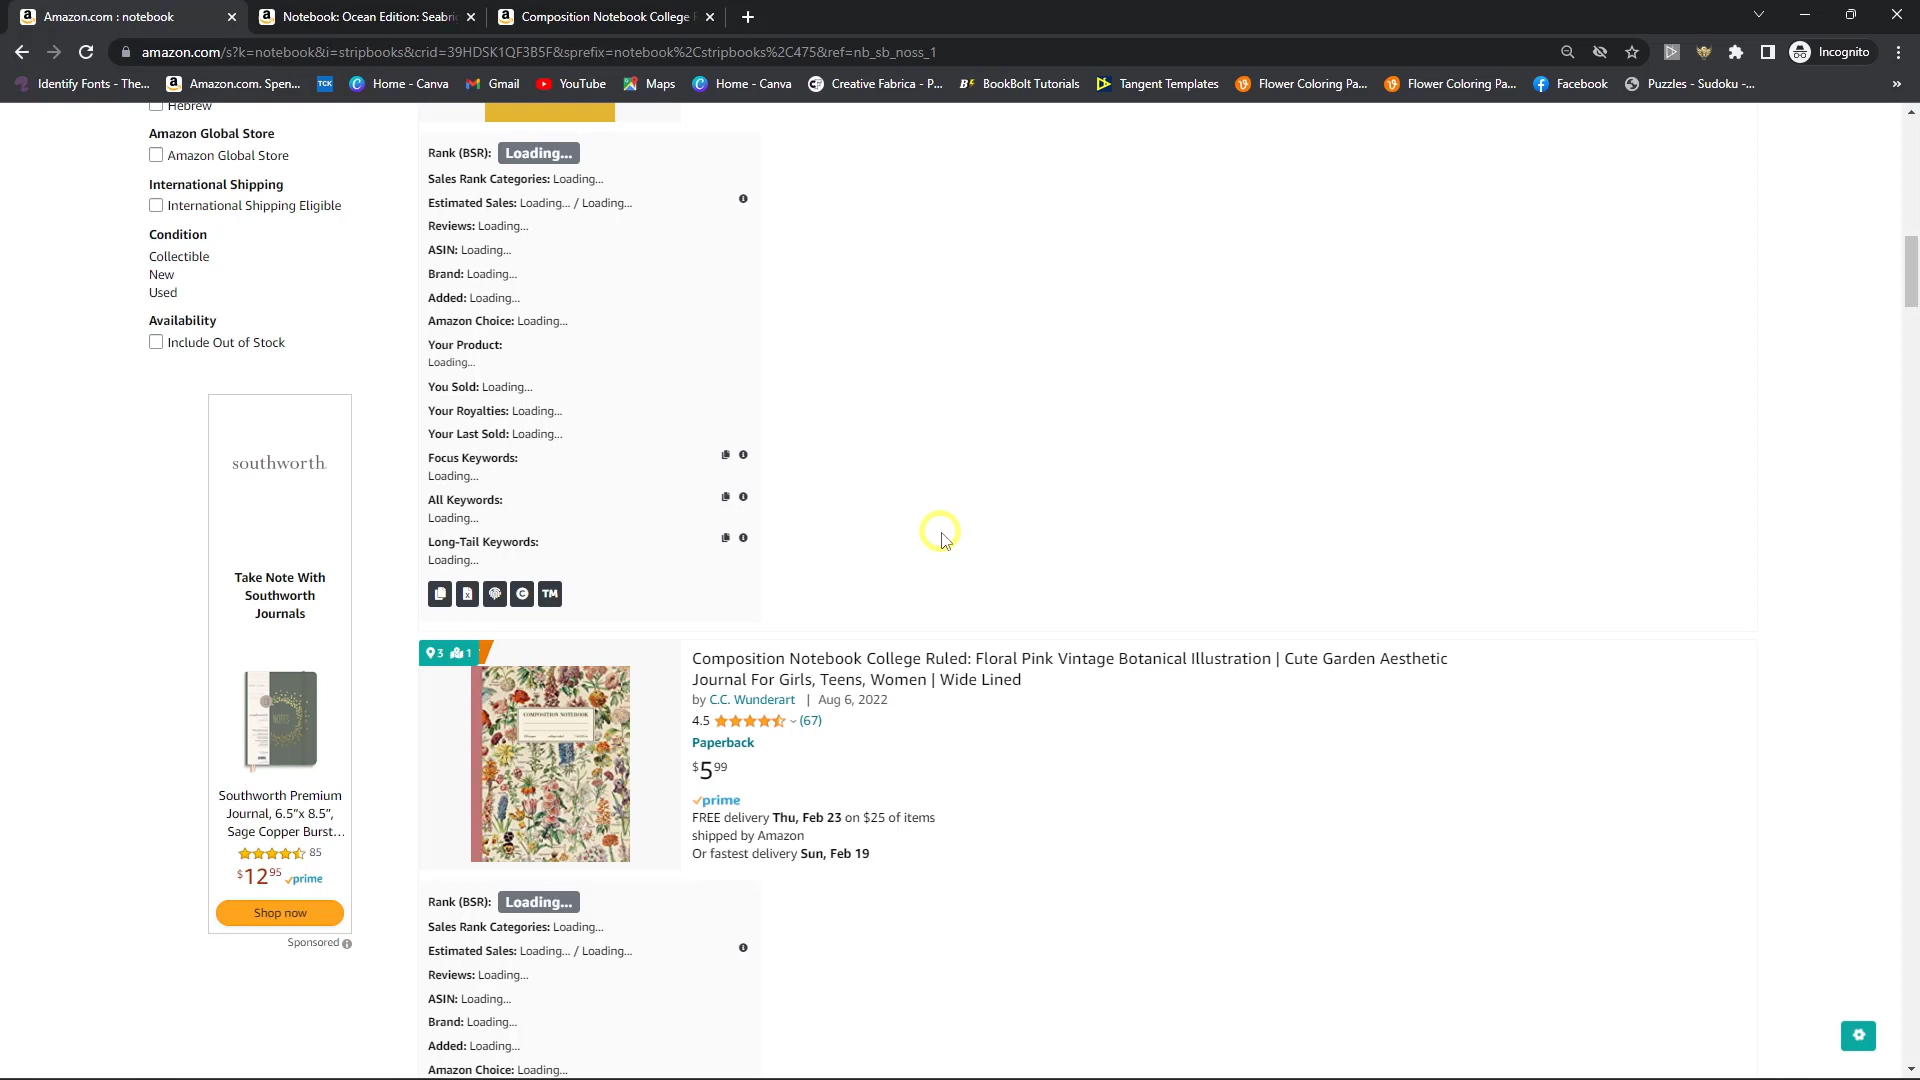 Amazon.com : notebook
Notebook: Ocean Edition: Seabri
Composition Notebook College
amazon.com/s?k=notebook&i=stripbooks&crid=39HDSK1QF3B5F&sprefix=notebook%2Cstripbooks%2C475&ref=nb_sb_noss_1
Incognito
Identify Fonts - The...
Amazon.com. Spen...
TCK
Home - Canva
Gmail
YouTube
Maps
Home - Canva
Creative Fabrica - P...
BookBolt Tutorials
Tangent Templates
Flower Coloring Pa...
Flower Coloring Pa...
Facebook
Puzzles - Sudoku -...
Hebrew
Amazon Global Store
Amazon Global Store
International Shipping
International Shipping Eligible
Condition
Collectible
New
Used
Availability
Include Out of Stock
southworth
Take Note With
Southworth
Journals
NOTES
Southworth Premium
Journal, 6.5"x 8.5",
Sage Copper Burst...
85
$12 95 prime
Shop now
Sponsored
Rank (BSR): Loading...
Sales Rank Categories: Loading...
Estimated Sales: Loading... / Loading...
Reviews: Loading...
ASIN: Loading...
Brand: Loading...
Added: Loading...
Amazon Choice: Loading...
Your Product:
Loading...
You Sold: Loading...
Your Royalties: Loading...
Your Last Sold: Loading...
Focus Keywords:
Loading...
All Keywords:
Loading...
Long-Tail Keywords:
Loading...
TM
3 1
COMPOSITION NOTEBOOK
Composition Notebook College Ruled: Floral Pink Vintage Botanical Illustration | Cute Garden Aesthetic
Journal For Girls, Teens, Women | Wide Lined
by C.C. Wunderart | Aug 6, 2022
4.5 (67)
Paperback
$5 99
prime
FREE delivery Thu, Feb 23 on $25 of items
shipped by Amazon
Or fastest delivery Sun, Feb 19
Rank (BSR): Loading...
Sales Rank Categories: Loading...
Estimated Sales: Loading... / Loading...
Reviews: Loading...
ASIN: Loading...
Brand: Loading...
Added: Loading...
Amazon Choice: Loading...